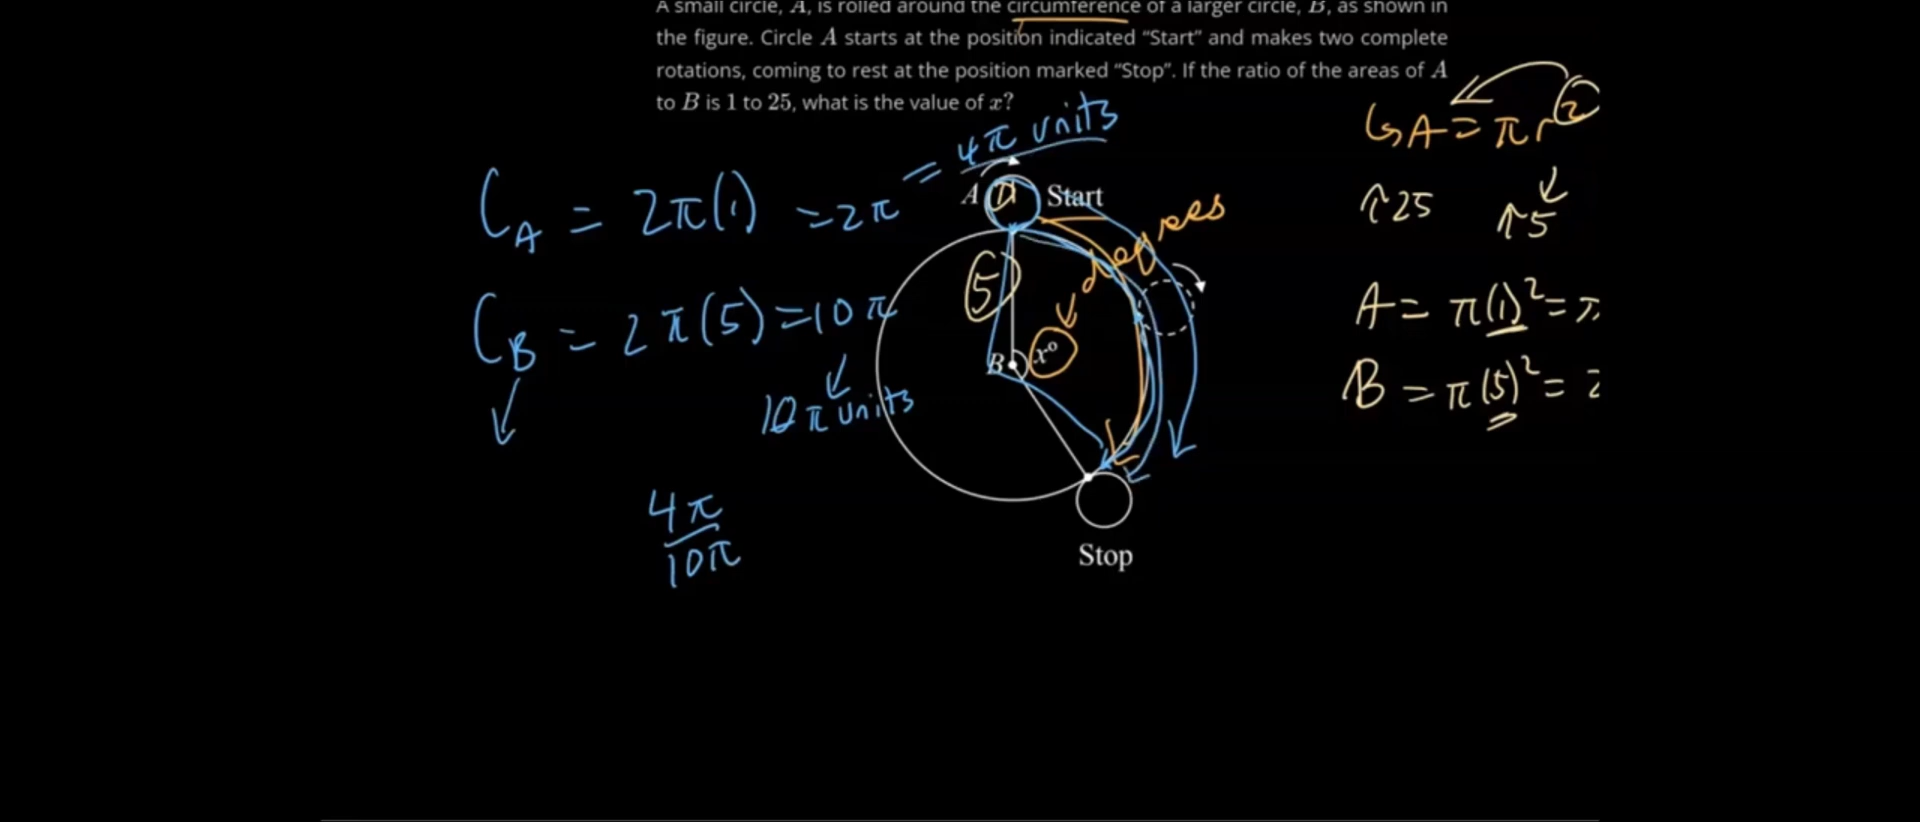 A small circle, A, is rolled around the circumference of a larger circle, B, as shown in
the figure. Circle A starts at the position indicated “Start” and makes two complete
rotations, coming to rest at the position marked “Stop”. If the ratio of the areas of A
to B is 1 to 25, what is the value of x?
= 4π units
↳ A = πr²
C_A = 2π(1) = 2π
A
1
Start
degrees
↑25 ↑5
5
C_B = 2π(5) = 10π
A = π(1)² = π
B
x°
10π units
B = π(5)² = 2
4π
10π
Stop